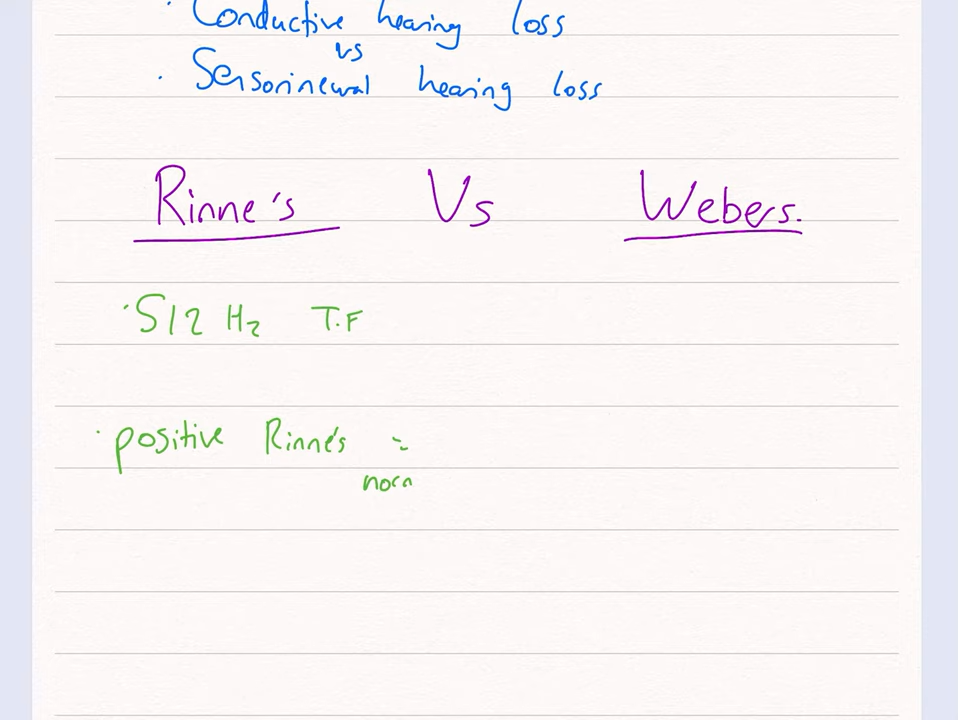 · Conductive hearing loss
vs
· Sensorineural hearing loss
Rinne's Vs Webers.
· 512 Hz T.F
· positive Rinne's =
norm